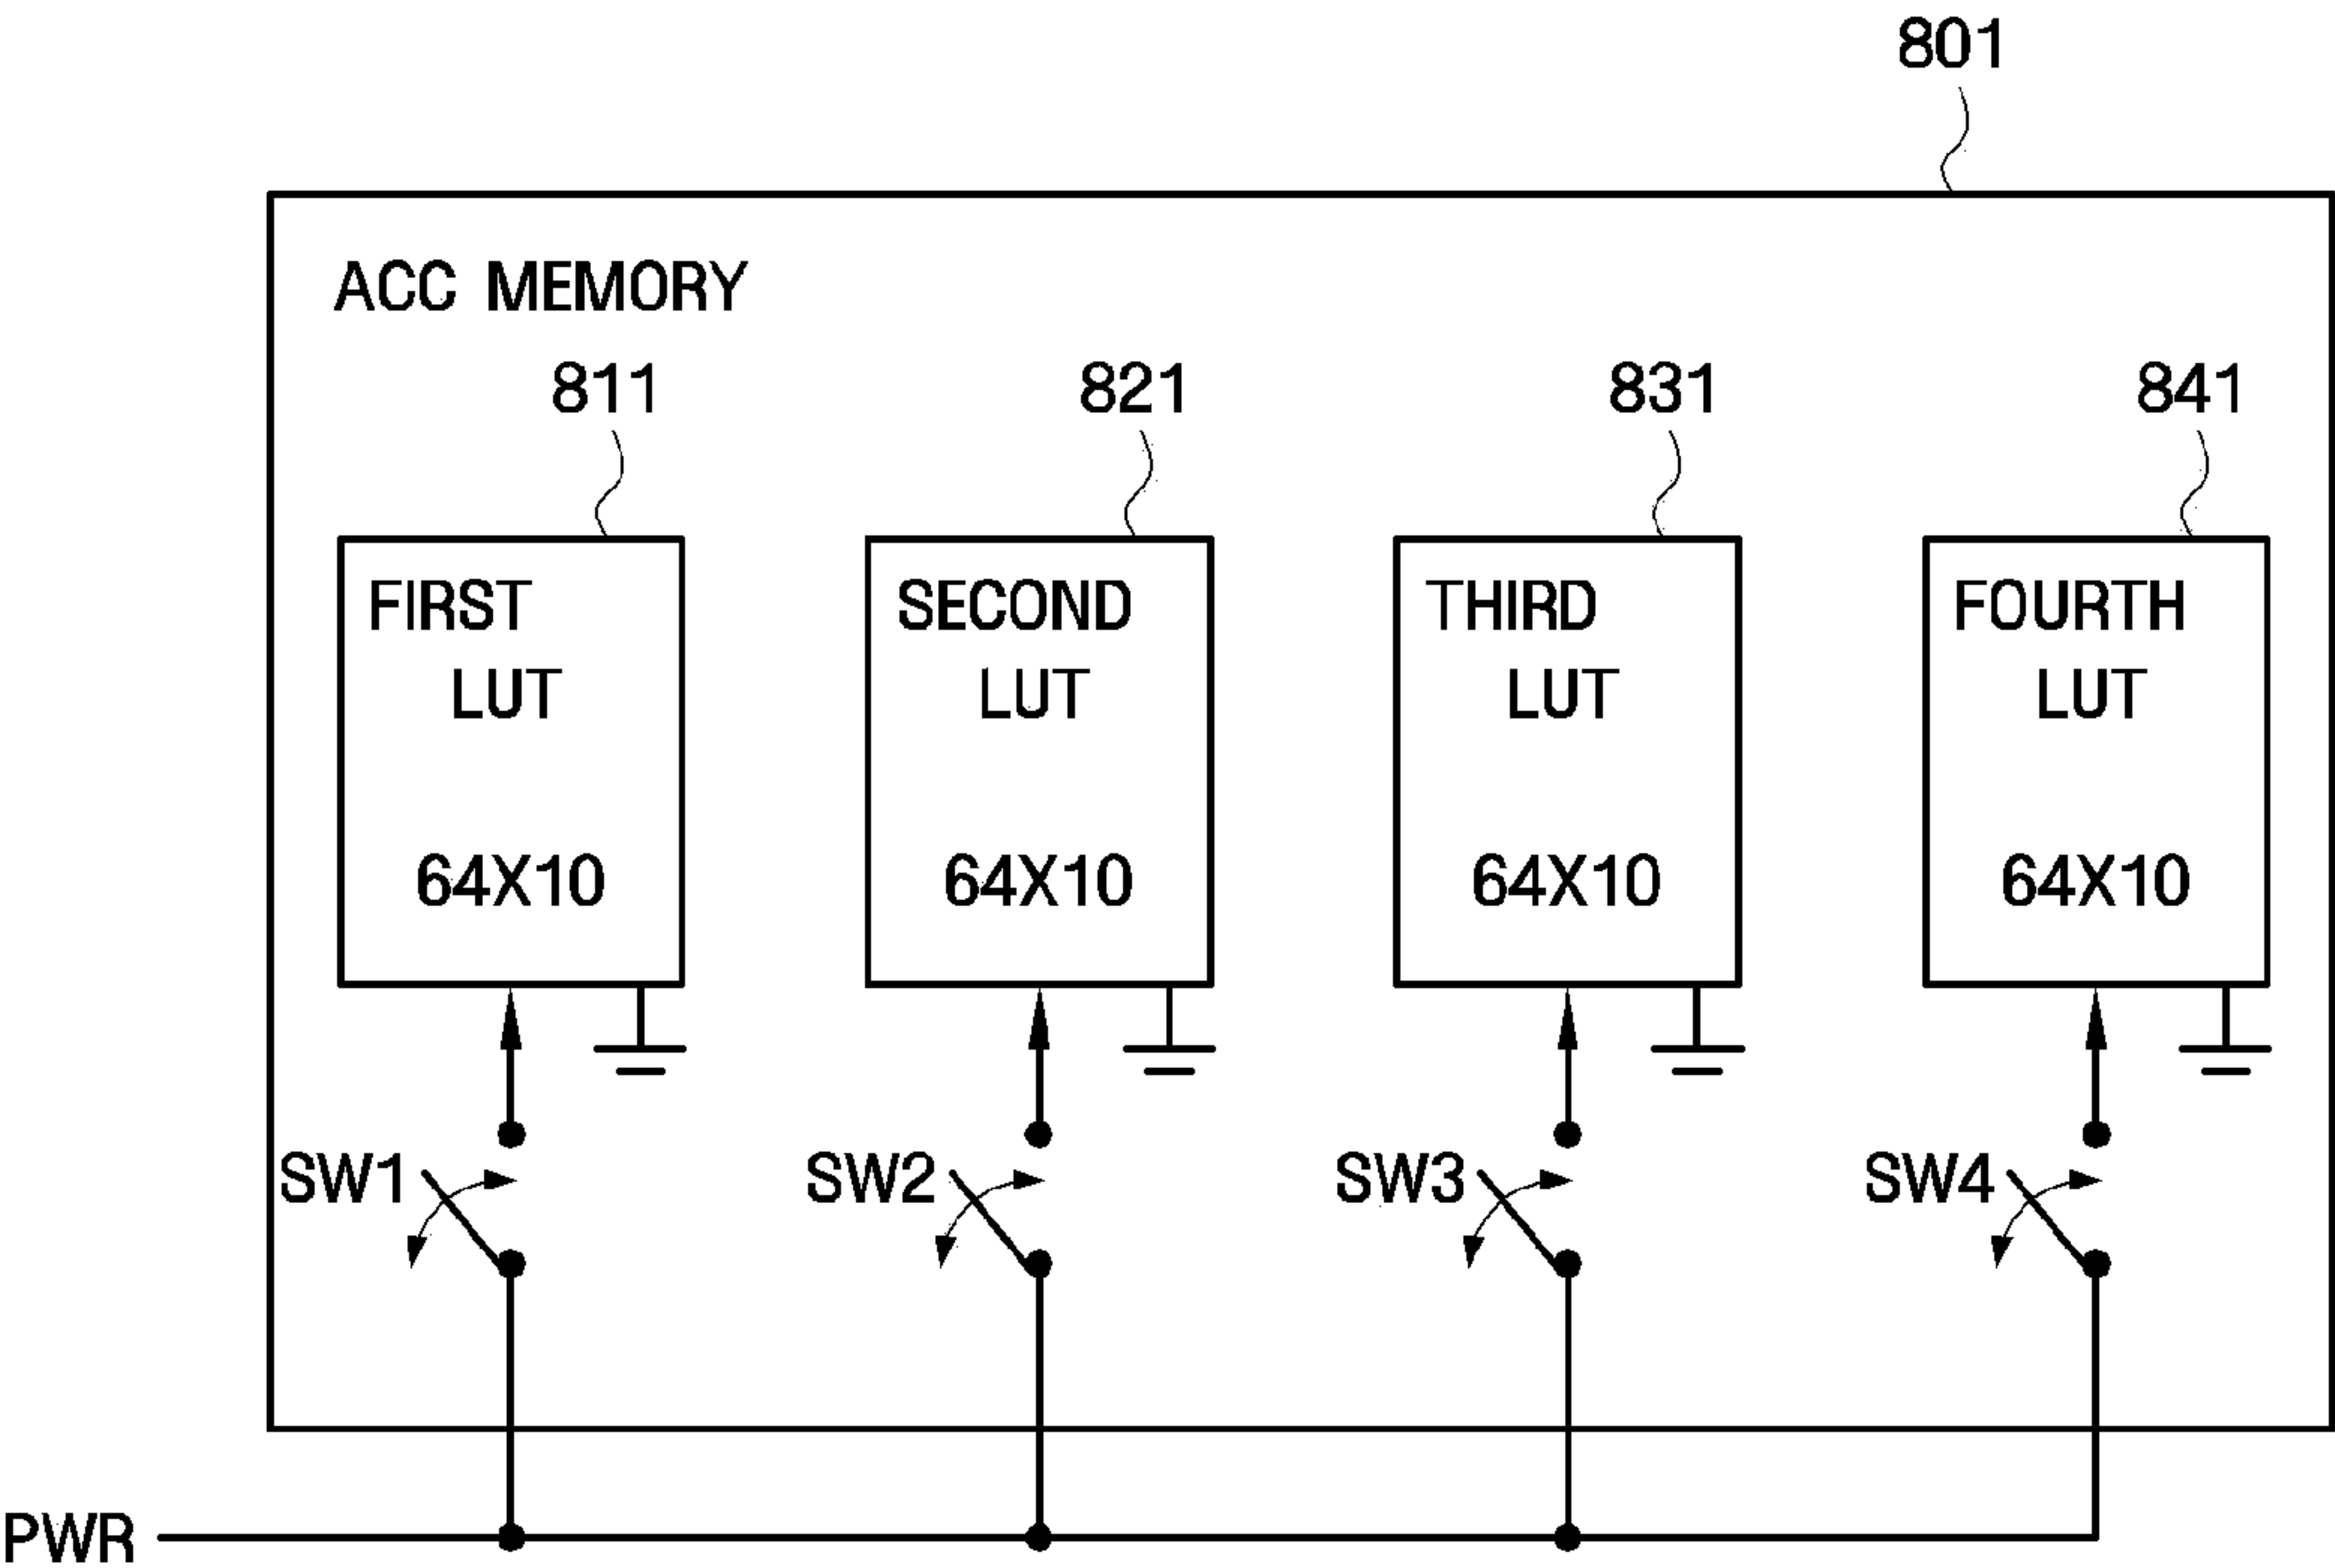 801
ACC MEMORY
811
821
831
841
FIRST
LUT
64X10
SECOND
LUT
64X10
THIRD
LUT
64X10
FOURTH
LUT
64X10
SW1
SW2
SW3
SW4
PWR